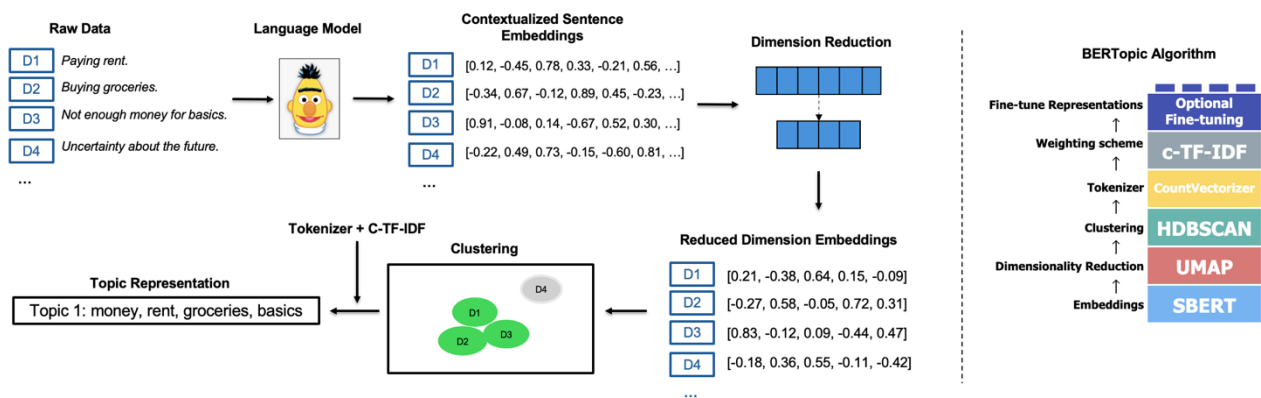 Raw Data
D1 Paying rent.
D2 Buying groceries.
D3 Not enough money for basics.
D4 Uncertainty about the future.
...
Language Model
Contextualized Sentence
Embeddings
D1 [0.12, -0.45, 0.78, 0.33, -0.21, 0.56, ...]
D2 [-0.34, 0.67, -0.12, 0.89, 0.45, -0.23, ...]
D3 [0.91, -0.08, 0.14, -0.67, 0.52, 0.30, ...]
D4 [-0.22, 0.49, 0.73, -0.15, -0.60, 0.81, ...]
...
Dimension Reduction
Reduced Dimension Embeddings
D1 [0.21, -0.38, 0.64, 0.15, -0.09]
D2 [-0.27, 0.58, -0.05, 0.72, 0.31]
D3 [0.83, -0.12, 0.09, -0.44, 0.47]
D4 [-0.18, 0.36, 0.55, -0.11, -0.42]
...
Clustering
D4
D1
D2 D3
Tokenizer + C-TF-IDF
Topic Representation
Topic 1: money, rent, groceries, basics
BERTopic Algorithm
Fine-tune Representations Optional
Fine-tuning
Weighting scheme c-TF-IDF
Tokenizer CountVectorizer
Clustering HDBSCAN
Dimensionality Reduction UMAP
Embeddings SBERT